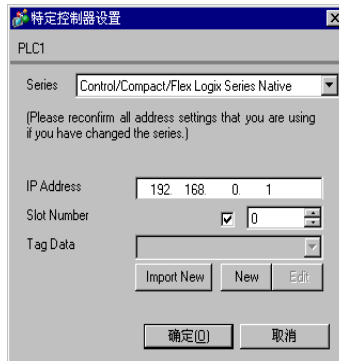 特定控制器设置
PLC1
Series Control/Compact/Flex Logix Series Native
(Please reconfirm all address settings that you are using
if you have changed the series.)
IP Address 192. 168. 0. 1
Slot Number 0
Tag Data
Import New New Edit
确定(O) 取消